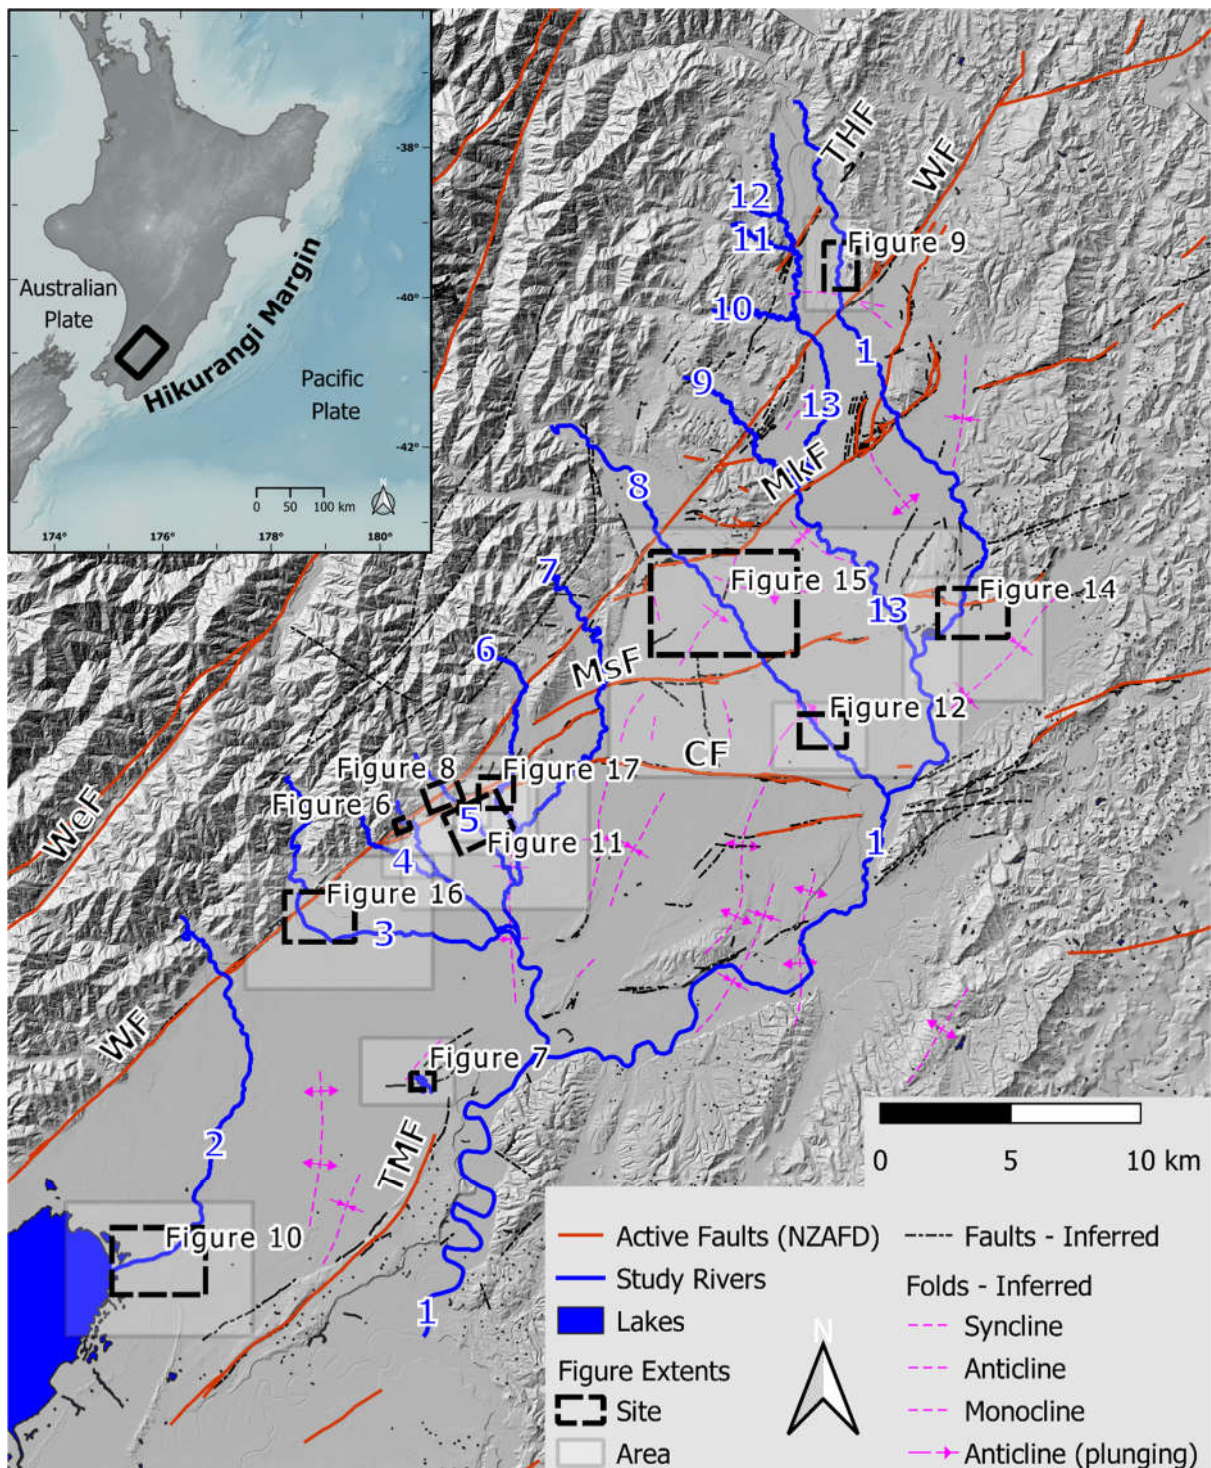 -38°
-40°
-42°
174°
176°
178°
180°
Australian
Plate
Hikurangi Margin
Pacific
Plate
0 50 100 km
N
THF
WF
12
11
Figure 9
10
1
9
13
MkF
8
7
Figure 15
13
Figure 14
6
MsF
Figure 12
CF
Figure 8
Figure 17
Figure 6
5
WeF
Figure 11
4
1
Figure 16
3
WF
Figure 7
2
TMF
Figure 10
1
0 5 10 km
Active Faults (NZAFD)
Study Rivers
Lakes
Figure Extents
Site
Area
N
Faults - Inferred
Folds - Inferred
Syncline
Anticline
Monocline
Anticline (plunging)